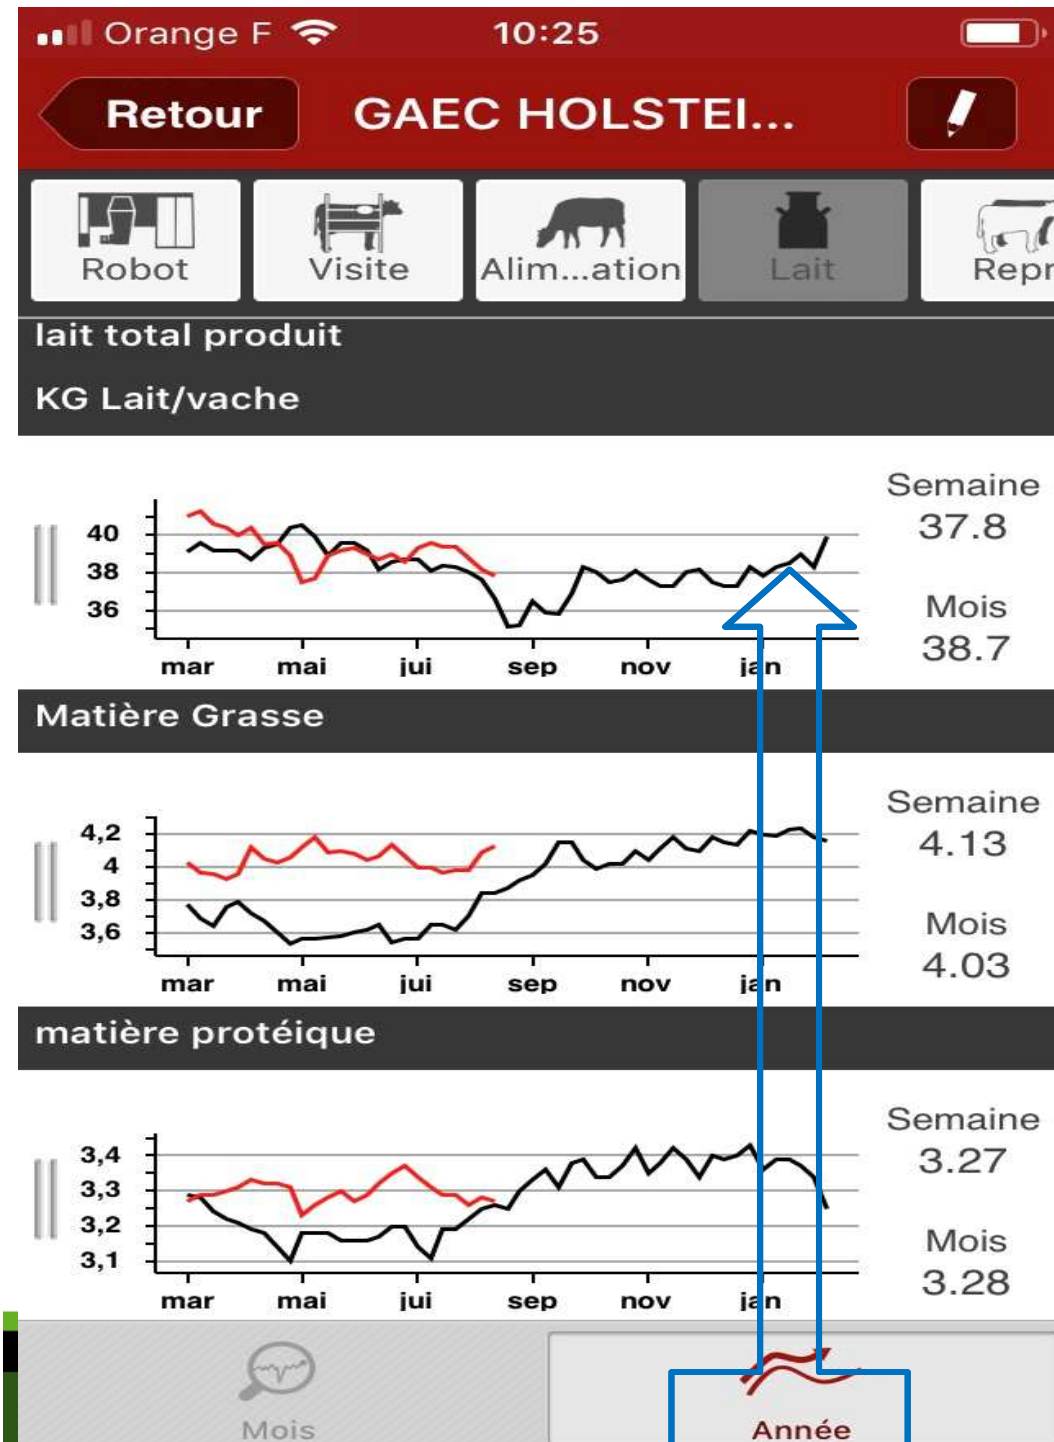 Orange F 10:25
Retour GAEC HOLSTEI...
Robot Visite Alim...ation Lait Repr
lait total produit
KG Lait/vache
Semaine
37.8
Mois
38.7
40
38
36
mar mai jui sep nov jan
Matière Grasse
Semaine
4.13
Mois
4.03
4,2
4
3,8
3,6
mar mai jui sep nov jan
matière protéique
Semaine
3.27
Mois
3.28
3,4
3,3
3,2
3,1
mar mai jui sep nov jan
Mois Année